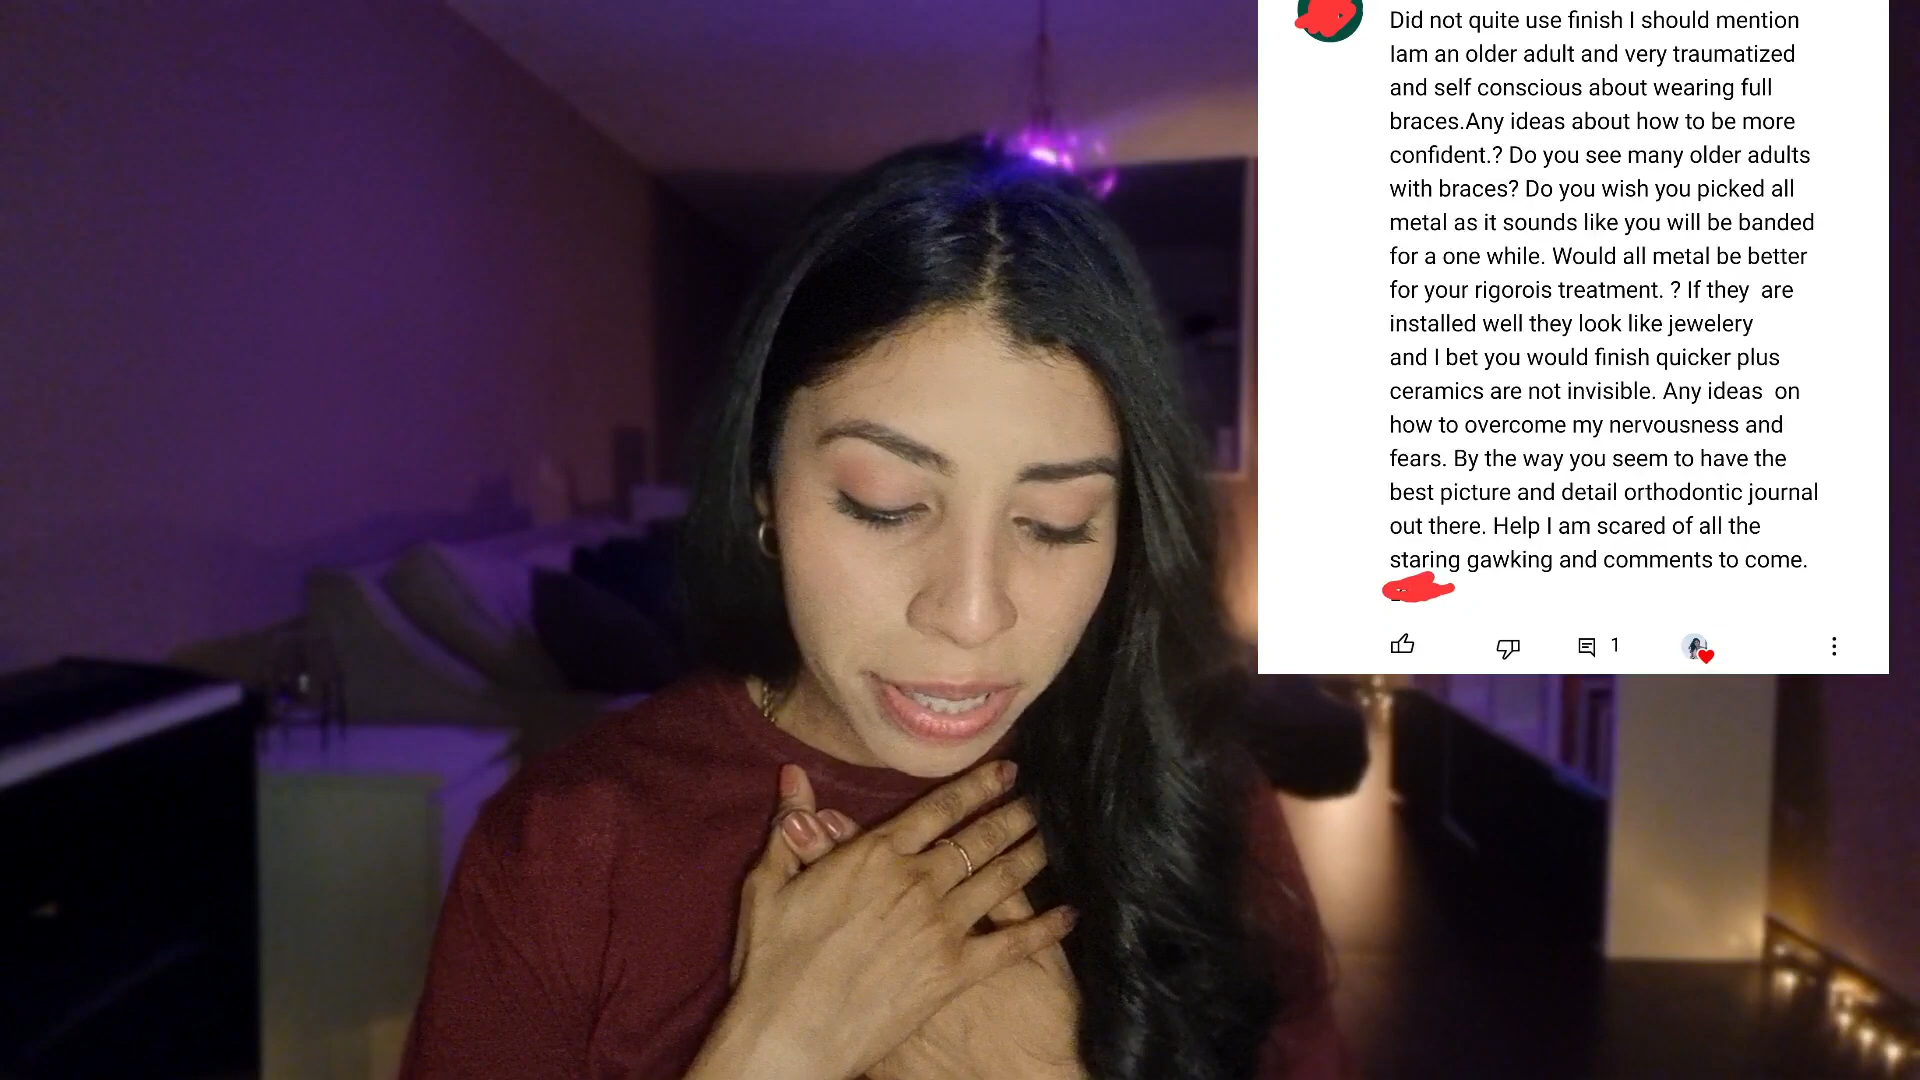 Did not quite use finish I should mention
Iam an older adult and very traumatized
and self conscious about wearing full
braces.Any ideas about how to be more
confident.? Do you see many older adults
with braces? Do you wish you picked all
metal as it sounds like you will be banded
for a one while. Would all metal be better
for your rigorois treatment. ? If they  are
installed well they look like jewelery
and I bet you would finish quicker plus
ceramics are not invisible. Any ideas  on
how to overcome my nervousness and
fears. By the way you seem to have the
best picture and detail orthodontic journal
out there. Help I am scared of all the
staring gawking and comments to come.
1